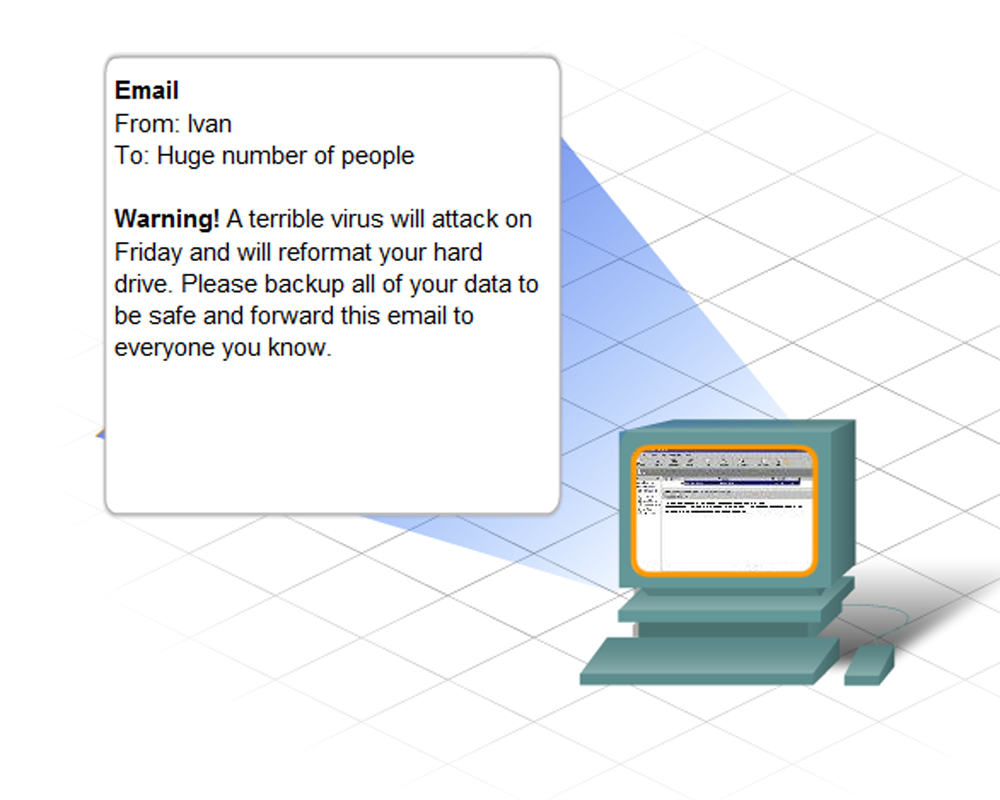 Email
From: Ivan
To: Huge number of people
Warning! A terrible virus will attack on
Friday and will reformat your hard
drive. Please backup all of your data to
be safe and forward this email to
everyone you know.